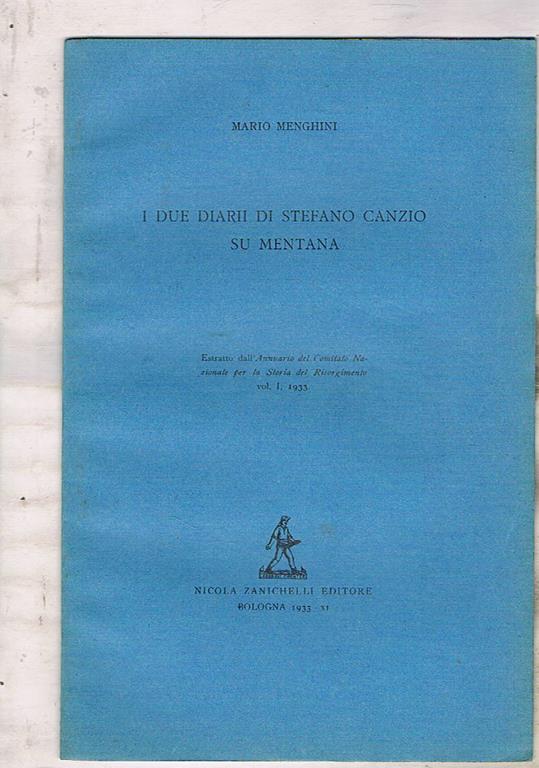 MARIO MENGHINI
I DUE DIARII DI STEFANO CANZIO
SU MENTANA
Estratto dall'Annuario del Comitato Na-
zionale per la Storia del Risorgimento
vol. I, 1933
NICOLA ZANICHELLI EDITORE
BOLOGNA 1933 - XI